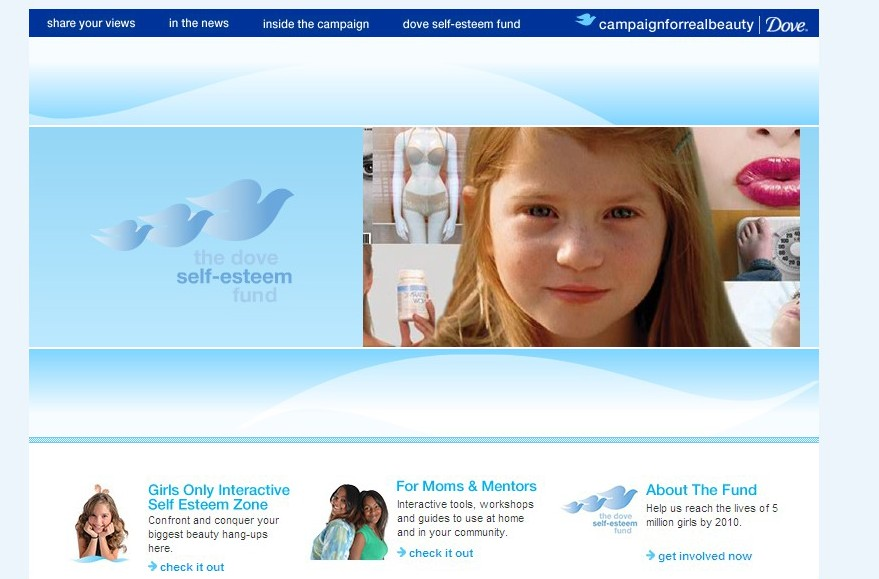 share your views in the news inside the campaign dove self-esteem fund campaignforrealbeauty Dove
the dove
self-esteem
fund
Girls Only Interactive
Self Esteem Zone
Confront and conquer your
biggest beauty hang-ups
here.
check it out
For Moms & Mentors
Interactive tools, workshops
and guides to use at home
and in your community.
check it out
the dove
self-esteem
fund
About The Fund
Help us reach the lives of 5
million girls by 2010.
get involved now